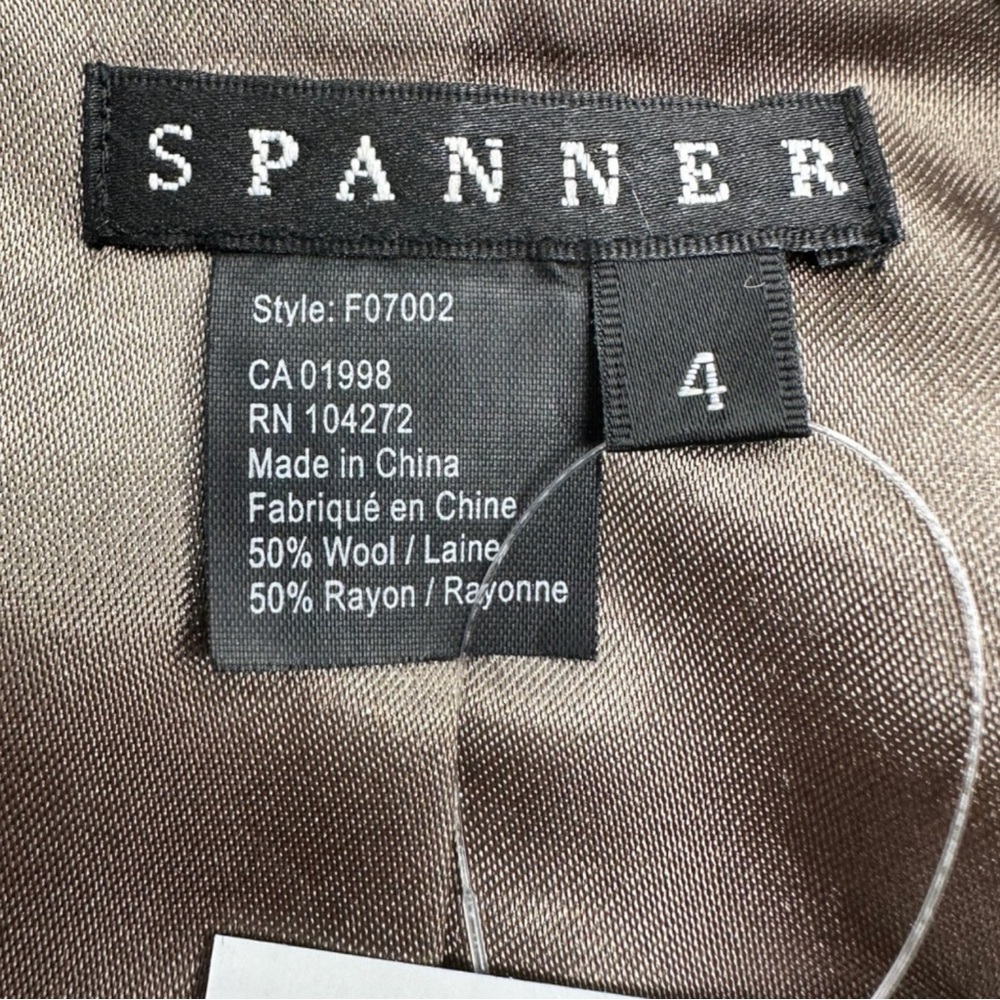 SPANNER
Style: F07002
4
CA 01998
RN 104272
Made in China
Fabriqué en Chine
50% Wool / Laine
50% Rayon / Rayonne